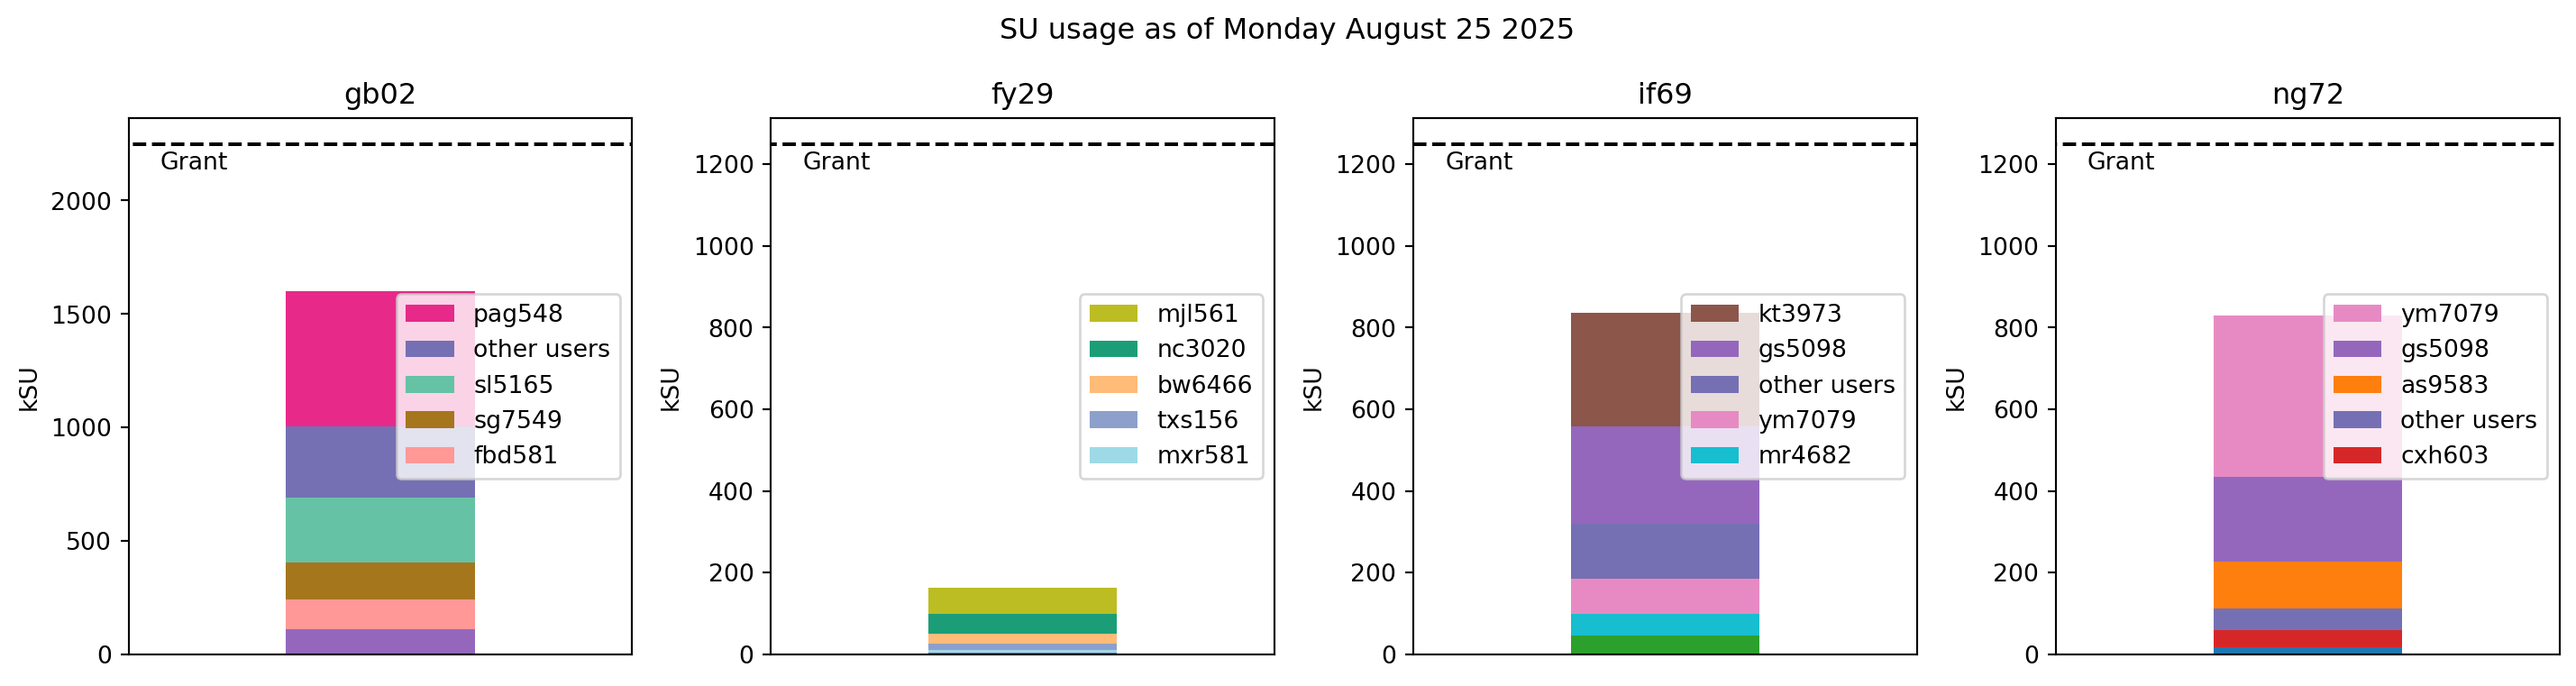 SU usage as of Monday August 25 2025
gb02
Grant
2000
1500
1000
500
0
kSU
pag548
other users
sl5165
sg7549
fbd581
fy29
Grant
1200
1000
800
600
400
200
0
kSU
mjl561
nc3020
bw6466
txs156
mxr581
if69
Grant
1200
1000
800
600
400
200
0
kSU
kt3973
gs5098
other users
ym7079
mr4682
ng72
Grant
1200
1000
800
600
400
200
0
kSU
ym7079
gs5098
as9583
other users
cxh603